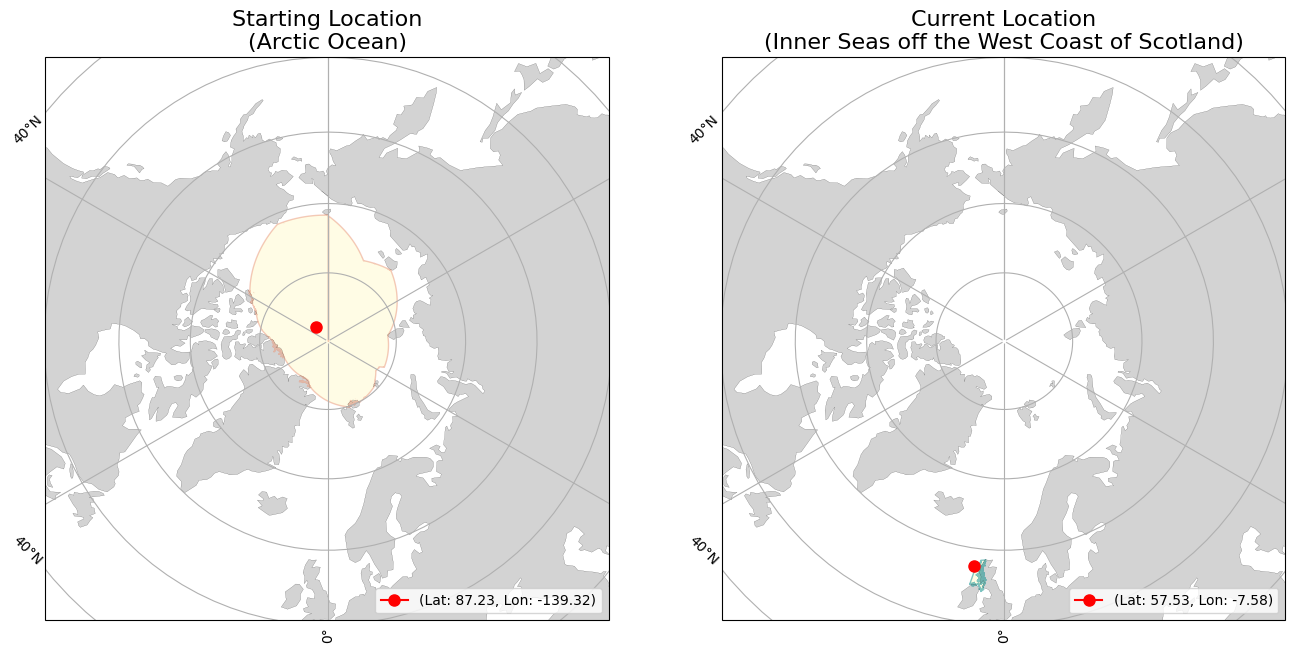 Starting Location
(Arctic Ocean)
40°N
40°N
0°
(Lat: 87.23, Lon: -139.32)
Current Location
(Inner Seas off the West Coast of Scotland)
40°N
40°N
0°
(Lat: 57.53, Lon: -7.58)